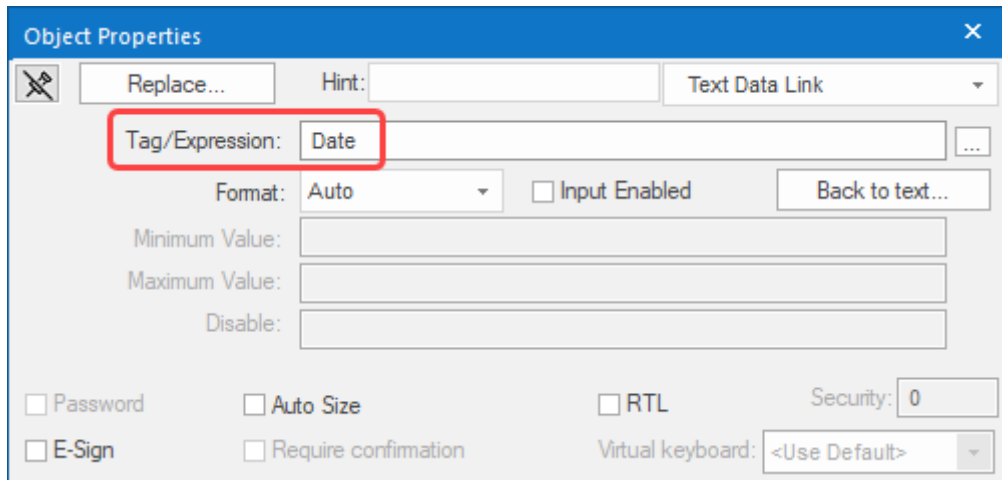 Object Properties
Replace... Hint: Text Data Link
Tag/Expression: Date ...
Format: Auto Input Enabled Back to text...
Minimum Value:
Maximum Value:
Disable:
Password Auto Size RTL Security: 0
E-Sign Require confirmation Virtual keyboard: <Use Default>